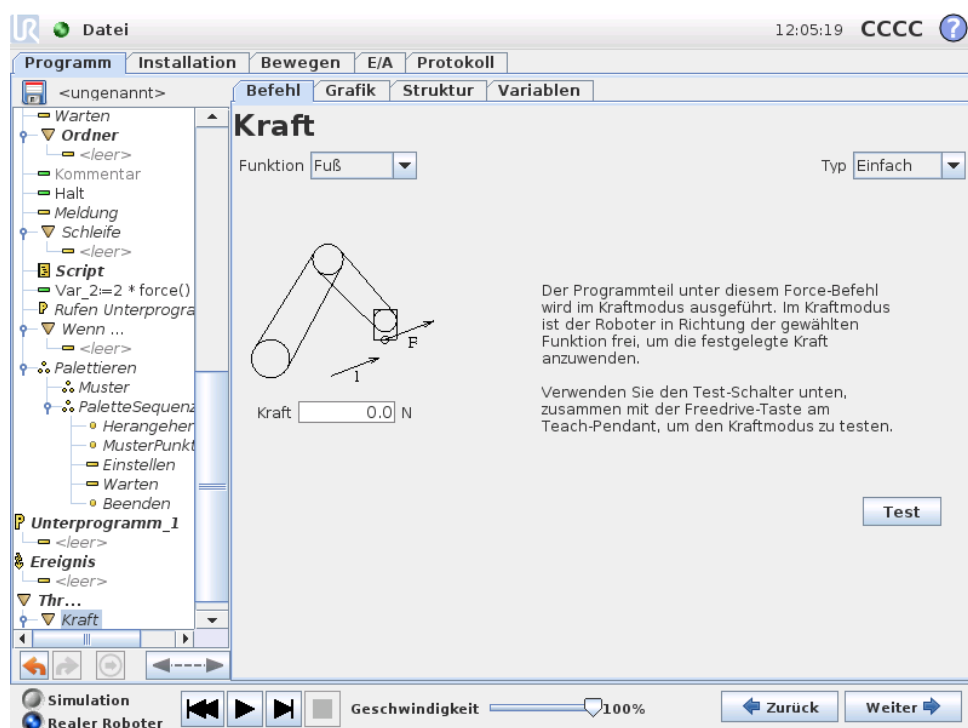 UR Datei 12:05:19 CCCC ?
Programm Installation Bewegen E/A Protokoll
<ungenannt>
Befehl Grafik Struktur Variablen
Warten
Ordner
<leer>
Kommentar
Halt
Meldung
Schleife
<leer>
Script
Var_2:=2 * force()
Rufen Unterprogra
Wenn ...
<leer>
Palettieren
Muster
PaletteSequenz
Herangeher
MusterPunkt
Einstellen
Warten
Beenden
P Unterprogramm_1
<leer>
Ereignis
<leer>
Thr...
Kraft
Kraft
Funktion Fuß Typ Einfach
F
1
Kraft 0.0 N
Der Programmteil unter diesem Force-Befehl
wird im Kraftmodus ausgeführt. Im Kraftmodus
ist der Roboter in Richtung der gewählten
Funktion frei, um die festgelegte Kraft
anzuwenden.
Verwenden Sie den Test-Schalter unten,
zusammen mit der Freedrive-Taste am
Teach-Pendant, um den Kraftmodus zu testen.
Test
Simulation
Realer Roboter
Geschwindigkeit 100%
Zurück Weiter